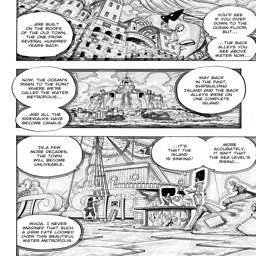 YOU'D SEE
IF YOU DIVED
DOWN TO THE
OCEAN FLOOR,
BUT...
...THE BACK
ALLEYS YOU
SEE ABOVE
WATER NOW...
...ARE BUILT
ON THE BODIES
OF THE OLD TOWN,
THE ONE FROM
SEVERAL HUNDRED
YEARS BACK.
WAY BACK
IN THE PAST,
SHIPBUILDING
ISLAND AND THE
BACK ALLEYS WERE
ON ONE
COMPLETE
ISLAND.
NOW, THE OCEAN'S
RISEN TO THE POINT
WHERE WE'RE
CALLED THE WATER
METROPOLIS...
...AND ALL THE
SIDEWALKS HAVE
BECOME CANALS.
MORE
ACCURATELY,
IT ISN'T THAT
THE SEA LEVEL'S
RISING...
...IT'S
THAT THE
ISLAND
IS SINKING!
IN A FEW
MORE DECADES,
THE TOWN
WILL BECOME
UNLIVEABLE.
WHOA. I NEVER
IMAGINED THAT SUCH
A GRIM FATE LOOMED
OVER THIS BEAUTIFUL
WATER METROPOLIS.